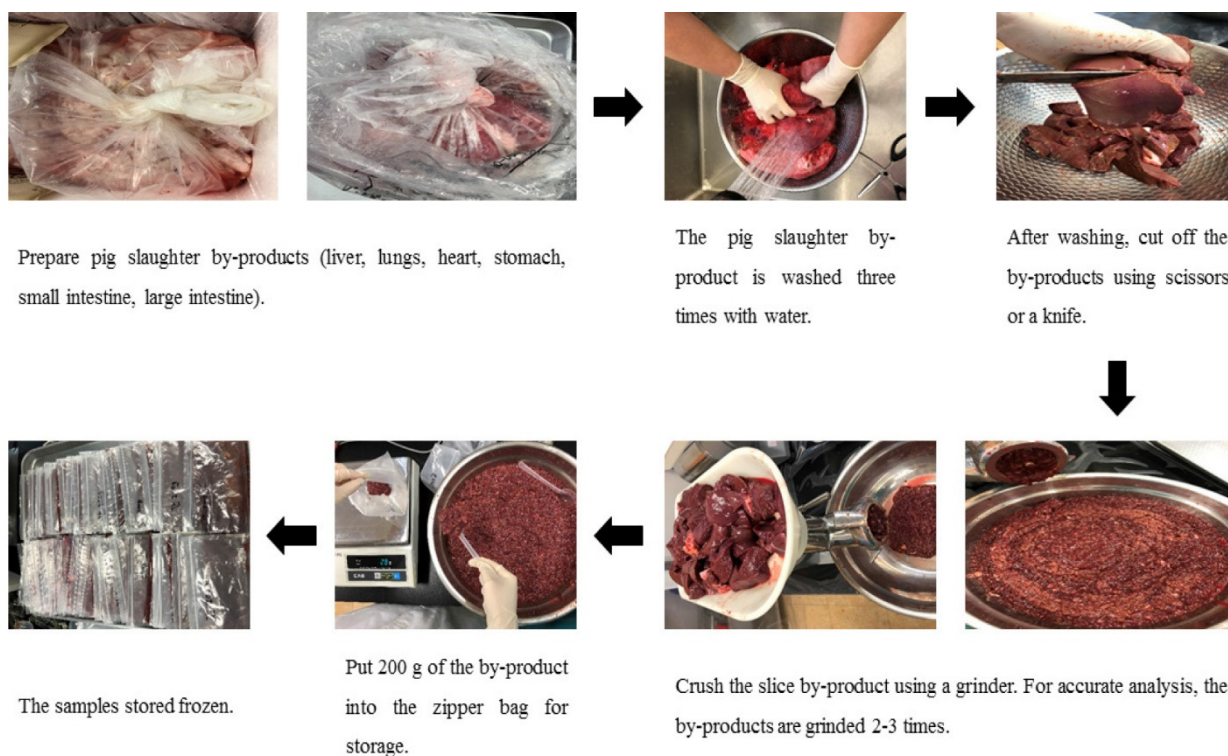 Prepare pig slaughter by-products (liver, lungs, heart, stomach,
small intestine, large intestine).
The pig slaughter by-
product is washed three
times with water.
After washing, cut off the
by-products using scissors
or a knife.
Crush the slice by-product using a grinder. For accurate analysis, the
by-products are grinded 2-3 times.
Put 200 g of the by-product
into the zipper bag for
storage.
The samples stored frozen.